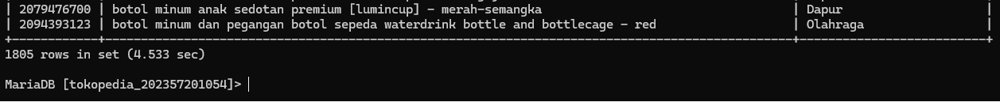 | 2079476700 | botol minum anak sedotan premium [lumincup] - merah-semangka | Dapur |
| 2094393123 | botol minum dan pegangan botol sepeda waterdrink bottle and bottlecage - red | Olahraga |
+------------+-----------------------------------------------------------------------------------------------+--------------------------+
1805 rows in set (4.533 sec)
MariaDB [tokopedia_202357201054]>